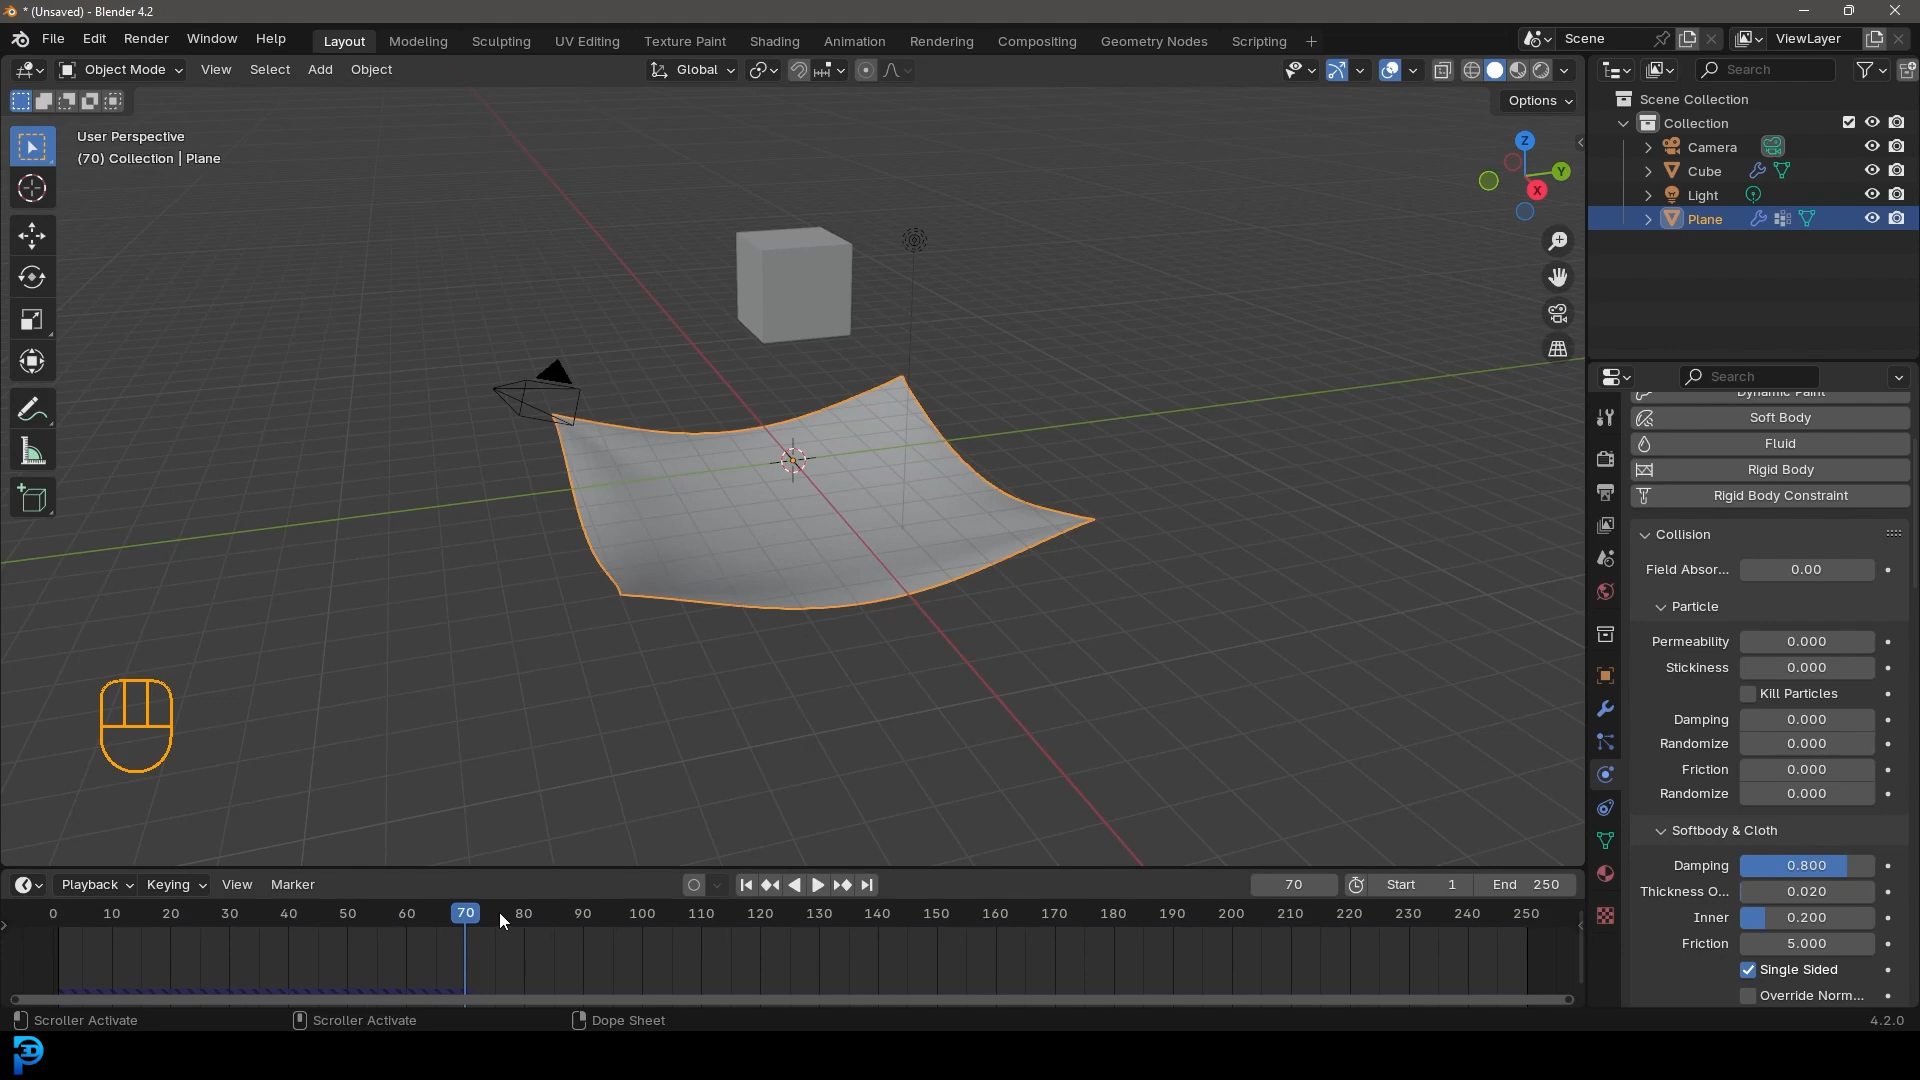 * (Unsaved) - Blender 4.2
File Edit Render Window Help
Layout Modeling Sculpting UV Editing Texture Paint Shading Animation Rendering Compositing Geometry Nodes Scripting +
Scene
ViewLayer
Object Mode View Select Add Object
Global
Search
Options
User Perspective
(70) Collection | Plane
Z
Y
X
Scene Collection
Collection
Camera
Cube
Light
Plane
Search
Dynamic Paint
Soft Body
Fluid
Rigid Body
Rigid Body Constraint
Collision
Field Absor... 0.00
Particle
Permeability 0.000
Stickiness 0.000
Kill Particles
Damping 0.000
Randomize 0.000
Friction 0.000
Randomize 0.000
Softbody & Cloth
Damping 0.800
Thickness O... 0.020
Inner 0.200
Friction 5.000
Single Sided
Override Norm...
Playback Keying View Marker
70 Start 1 End 250
0 10 20 30 40 50 60 70 80 90 100 110 120 130 140 150 160 170 180 190 200 210 220 230 240 250
Scroller Activate Scroller Activate Dope Sheet 4.2.0